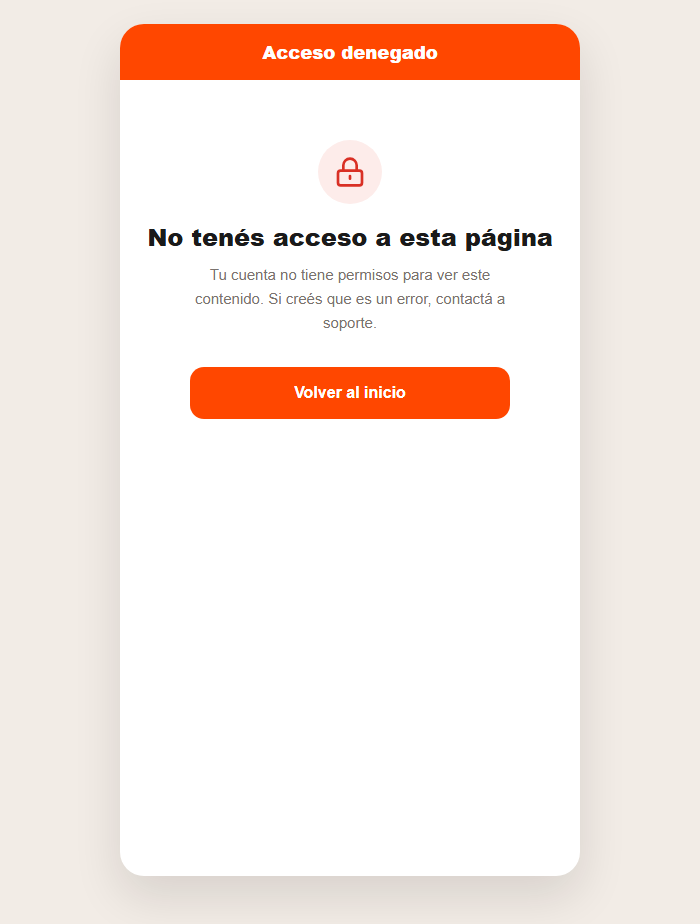 Acceso denegado
No tenés acceso a esta página
Tu cuenta no tiene permisos para ver este
contenido. Si creés que es un error, contactá a
soporte.
Volver al inicio